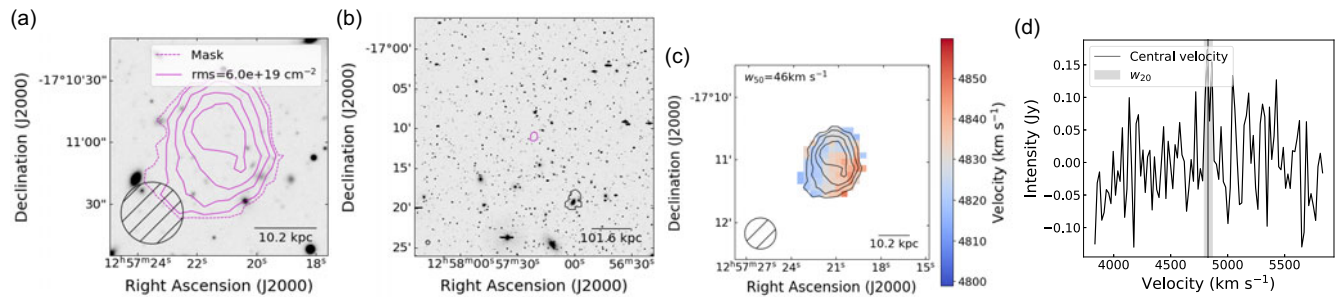 (a)
Mask
rms=6.0e+19 cm⁻²
-17°10'30"
11'00"
30"
Declination (J2000)
10.2 kpc
12ʰ57ᵐ24ˢ
20ˢ
18ˢ
Right Ascension (J2000)
(b)
-17°00'
05'
10'
15'
20'
25'
Declination (J2000)
101.6 kpc
12ʰ58ᵐ00ˢ
57ᵐ30ˢ
00ˢ
56ᵐ30ˢ
Right Ascension (J2000)
(c)
w₅₀=46km s⁻¹
-17°10'
11'
12'
Declination (J2000)
10.2 kpc
12ʰ57ᵐ27ˢ
24ˢ
21ˢ
18ˢ
15ˢ
Right Ascension (J2000)
4850
4840
4830
4820
4810
4800
Velocity (km s⁻¹)
(d)
Central velocity
w₂₀
0.15
0.10
0.05
0.00
-0.05
-0.10
Intensity (Jy)
4000
4500
5000
5500
Velocity (km s⁻¹)